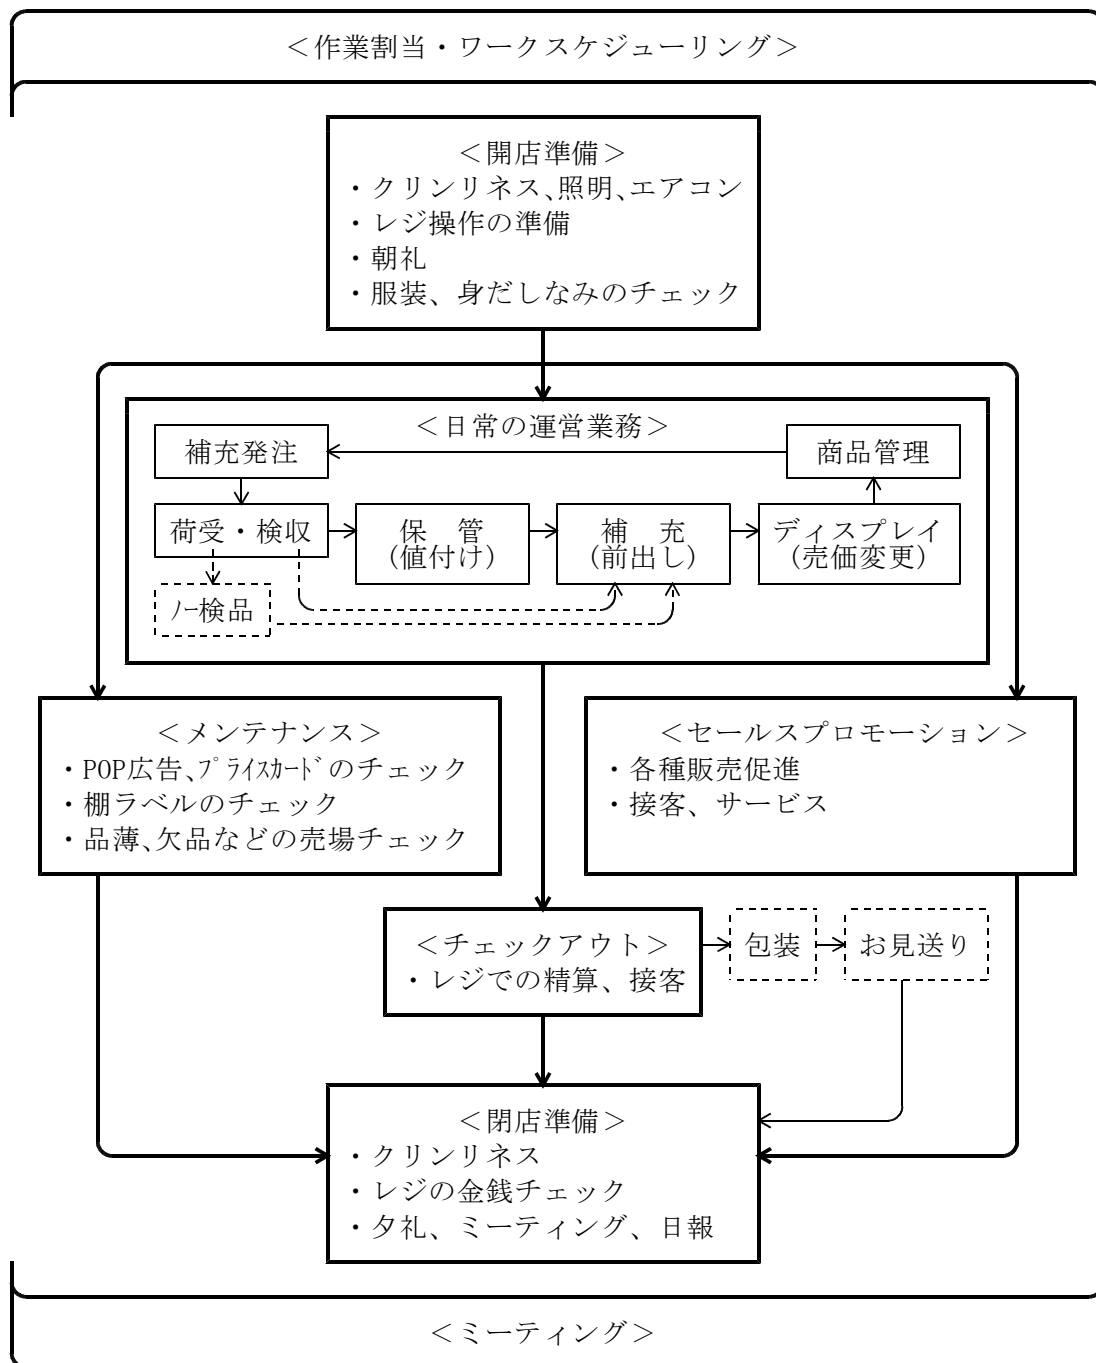 ＜作業割当・ワークスケジューリング＞
＜開店準備＞
・クリンリネス、照明、エアコン
・レジ操作の準備
・朝礼
・服装、身だしなみのチェック
＜日常の運営業務＞
補充発注
商品管理
荷受・検収
保　管
(値付け)
補　充
(前出し)
ディスプレイ
(売価変更)
ﾉｰ検品
＜メンテナンス＞
・POP広告、ﾌﾟﾗｲｽｶｰﾄﾞのチェック
・棚ラベルのチェック
・品薄、欠品などの売場チェック
＜セールスプロモーション＞
・各種販売促進
・接客、サービス
＜チェックアウト＞
・レジでの精算、接客
包装
お見送り
＜閉店準備＞
・クリンリネス
・レジの金銭チェック
・夕礼、ミーティング、日報
＜ミーティング＞